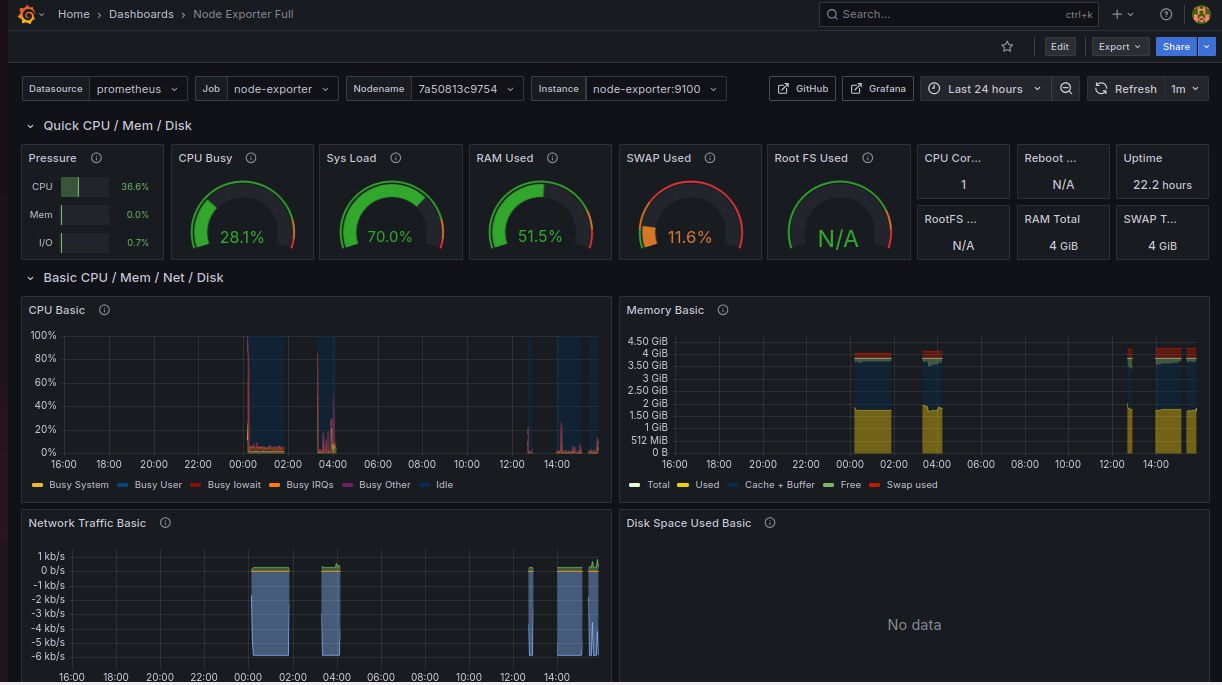 Home › Dashboards › Node Exporter Full
Search... ctrl+k
Edit Export Share
Datasource prometheus Job node-exporter Nodename 7a50813c9754 Instance node-exporter:9100 GitHub Grafana Last 24 hours Refresh 1m
Quick CPU / Mem / Disk
Pressure
CPU 36.6%
Mem 0.0%
I/O 0.7%
CPU Busy
28.1%
Sys Load
70.0%
RAM Used
51.5%
SWAP Used
11.6%
Root FS Used
N/A
CPU Cor...
1
Reboot ...
N/A
Uptime
22.2 hours
RootFS ...
N/A
RAM Total
4 GiB
SWAP T...
4 GiB
Basic CPU / Mem / Net / Disk
CPU Basic
100%
80%
60%
40%
20%
0%
16:00 18:00 20:00 22:00 00:00 02:00 04:00 06:00 08:00 10:00 12:00 14:00
Busy System Busy User Busy Iowait Busy IRQs Busy Other Idle
Memory Basic
4.50 GiB
4 GiB
3.50 GiB
3 GiB
2.50 GiB
2 GiB
1.50 GiB
1 GiB
512 MiB
0 B
16:00 18:00 20:00 22:00 00:00 02:00 04:00 06:00 08:00 10:00 12:00 14:00
Total Used Cache + Buffer Free Swap used
Network Traffic Basic
1 kb/s
0 b/s
-1 kb/s
-2 kb/s
-3 kb/s
-4 kb/s
-5 kb/s
-6 kb/s
16:00 18:00 20:00 22:00 00:00 02:00 04:00 06:00 08:00 10:00 12:00 14:00
Disk Space Used Basic
No data